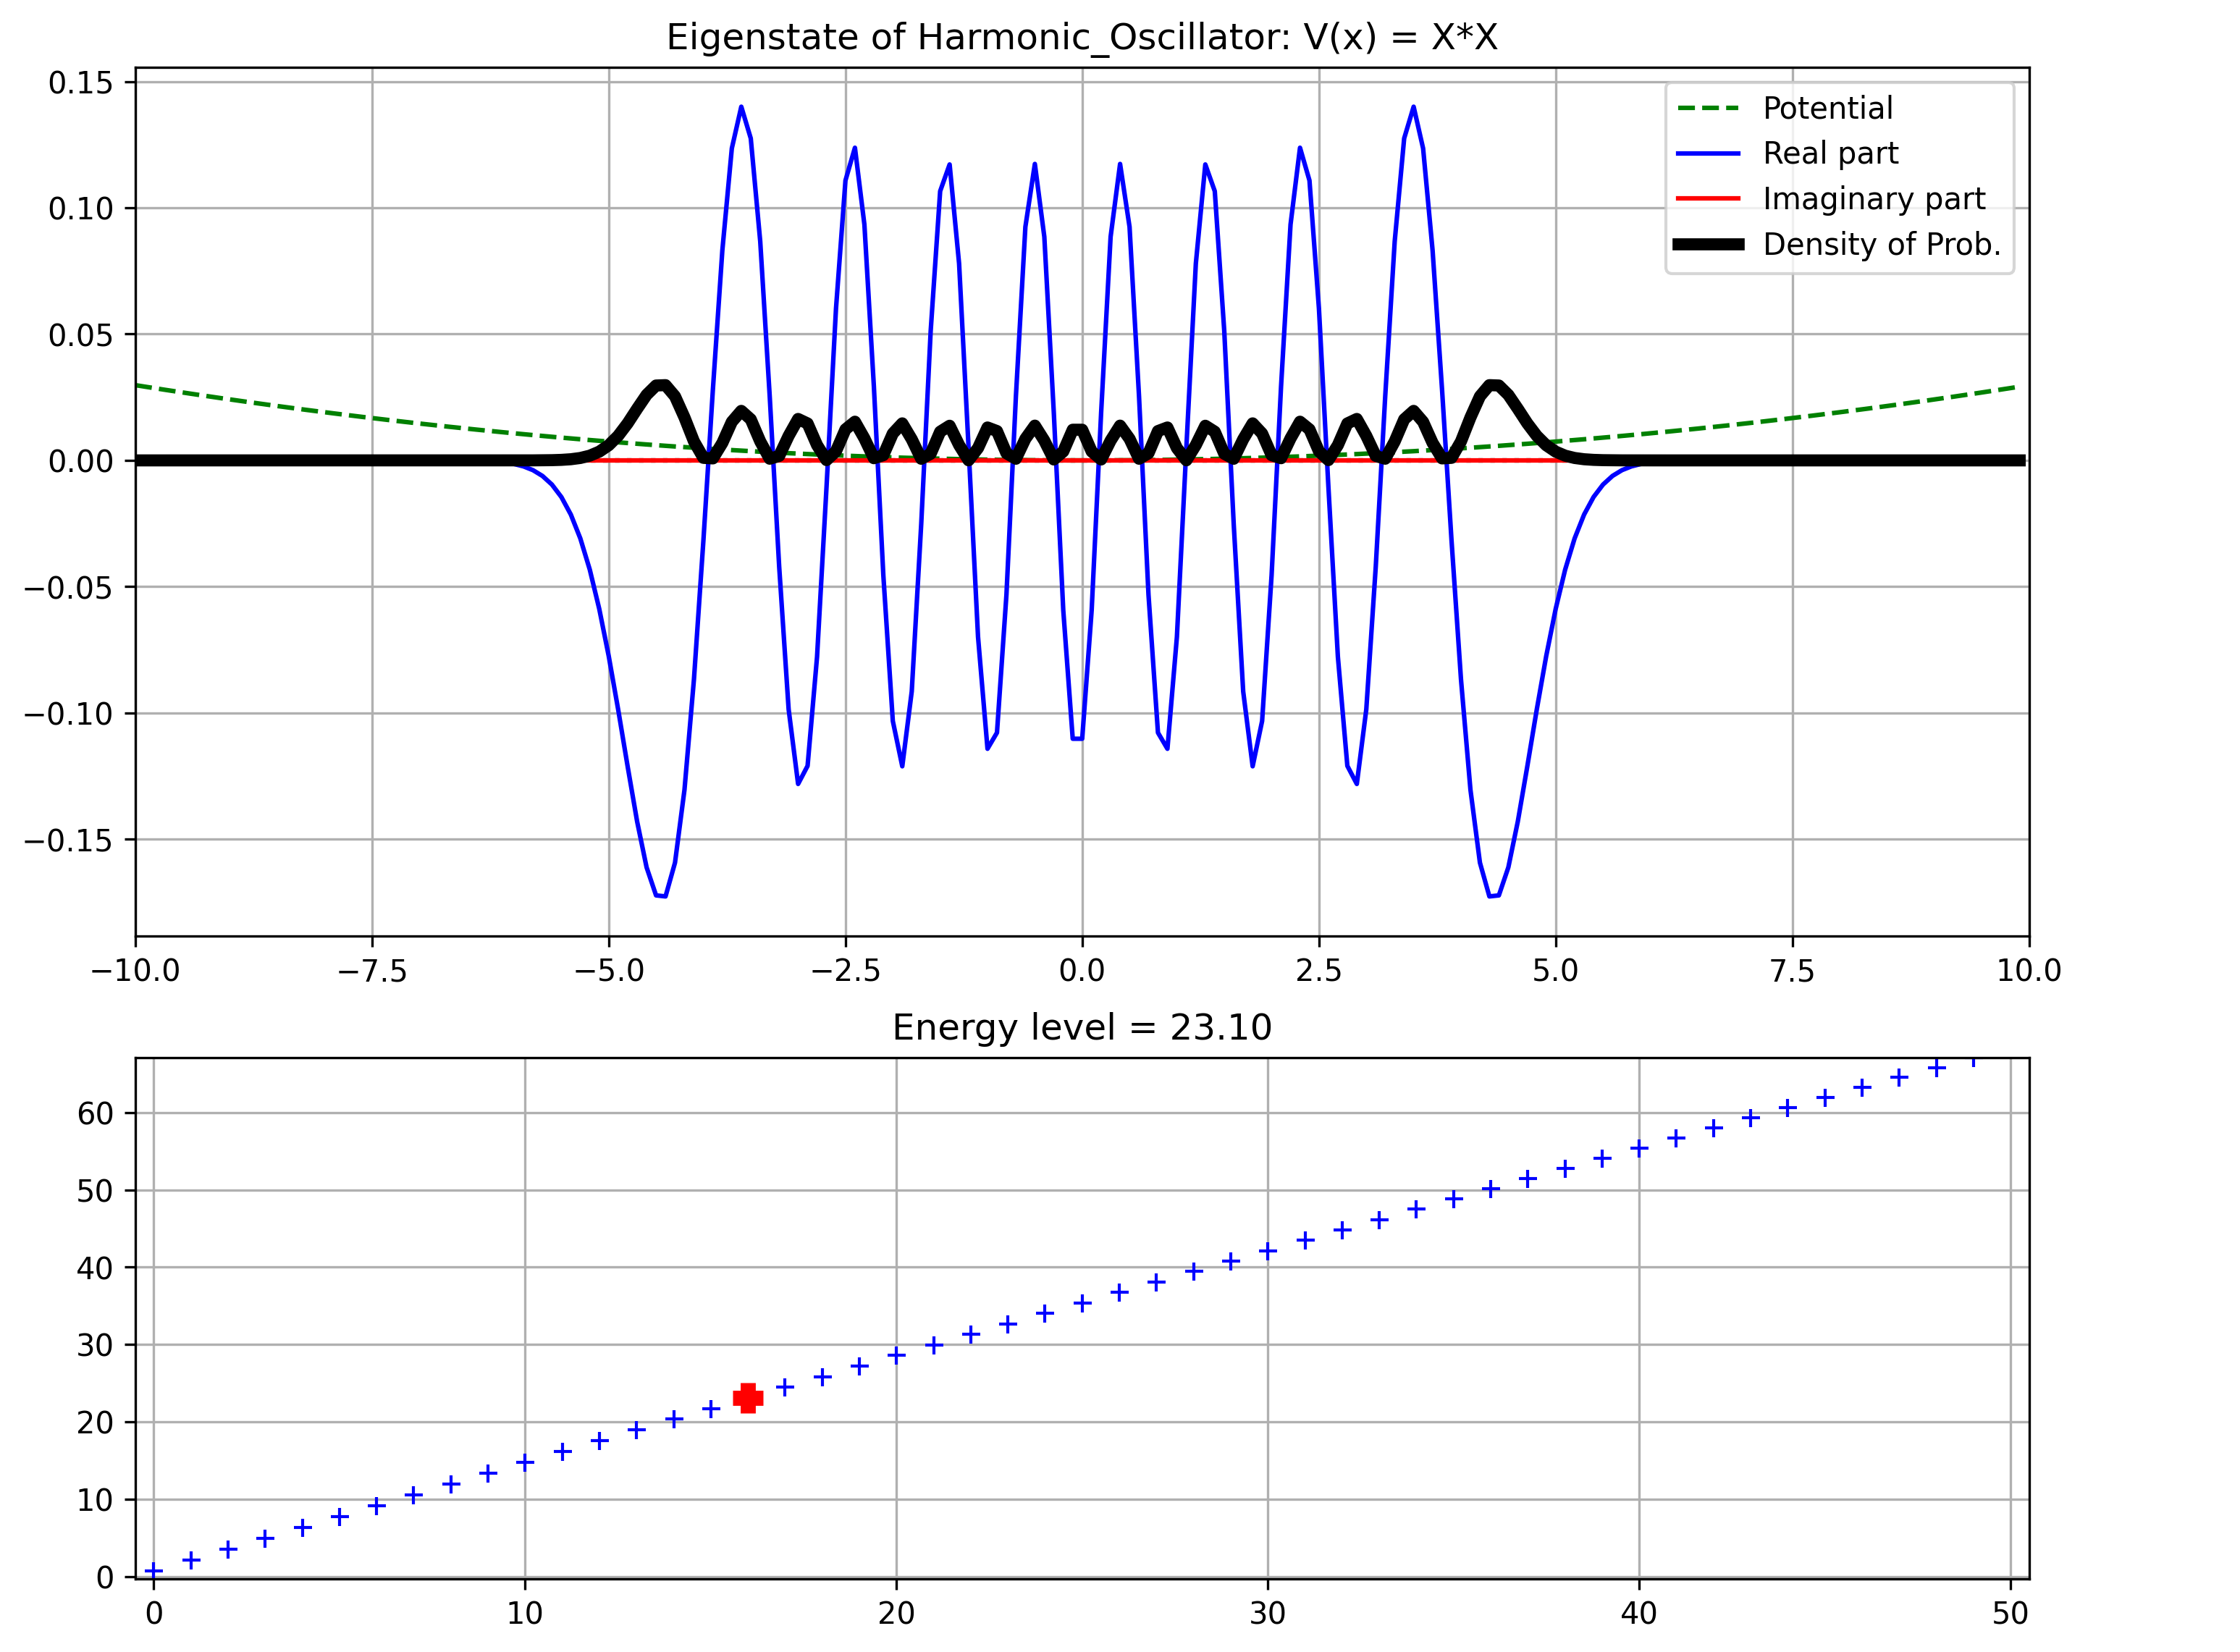 Eigenstate of Harmonic_Oscillator: V(x) = X*X
0.15
0.10
0.05
0.00
−0.05
−0.10
−0.15
Potential
Real part
Imaginary part
Density of Prob.
−10.0 −7.5 −5.0 −2.5 0.0 2.5 5.0 7.5 10.0
Energy level = 23.10
60
50
40
30
20
10
0
0 10 20 30 40 50